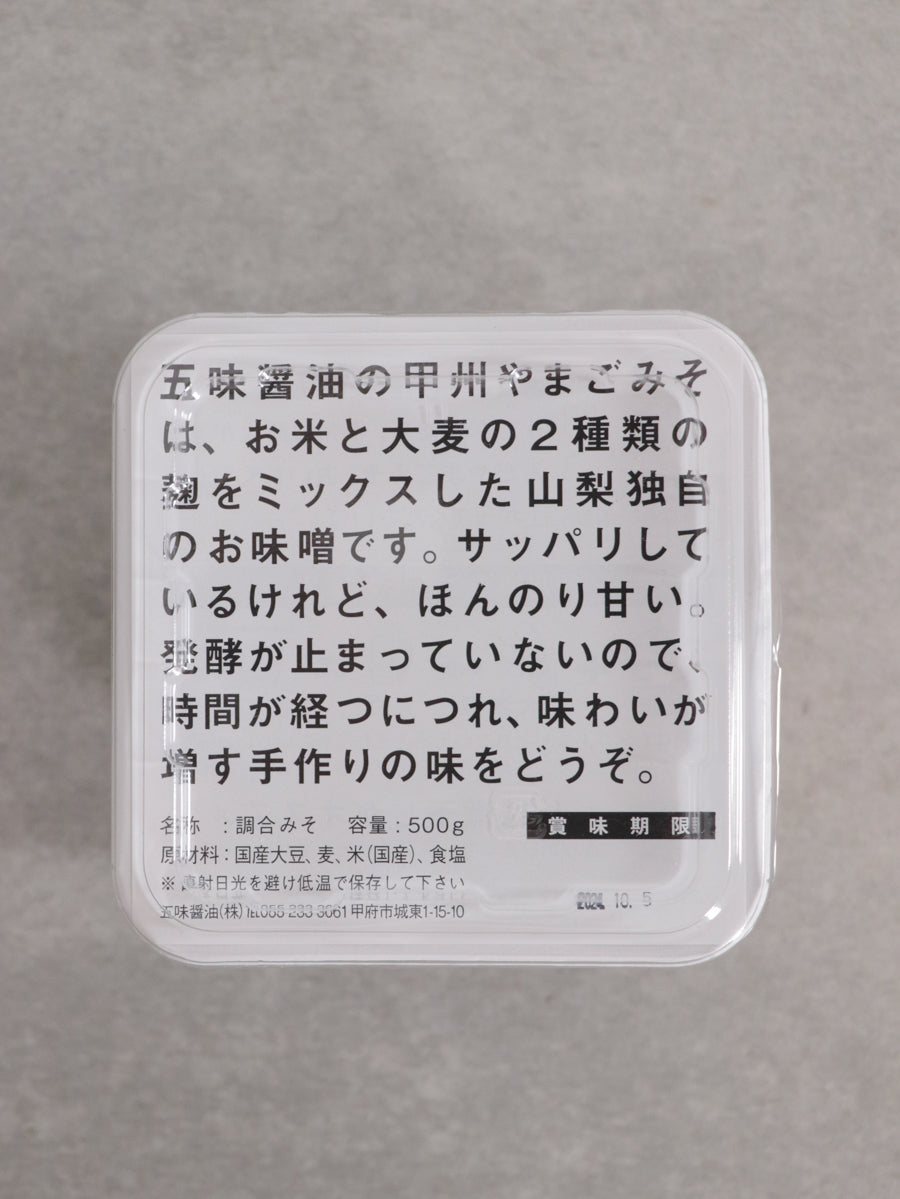 五味醤油の甲州やまごみそ
は、お米と大麦の2種類の
麹をミックスした山梨独自
のお味噌です。サッパリして
いるけれど、ほんのり甘い。
発酵が止まっていないので、
時間が経つにつれ、味わいが
増す手作りの味をどうぞ。
名称 : 調合みそ 容量 : 500g
賞味期限
原材料 : 国産大豆、麦、米(国産)、食塩
※直射日光を避け低温で保存して下さい
2024. 10. 5
五味醤油(株) ℡055 233 3061 甲府市城東1-15-10